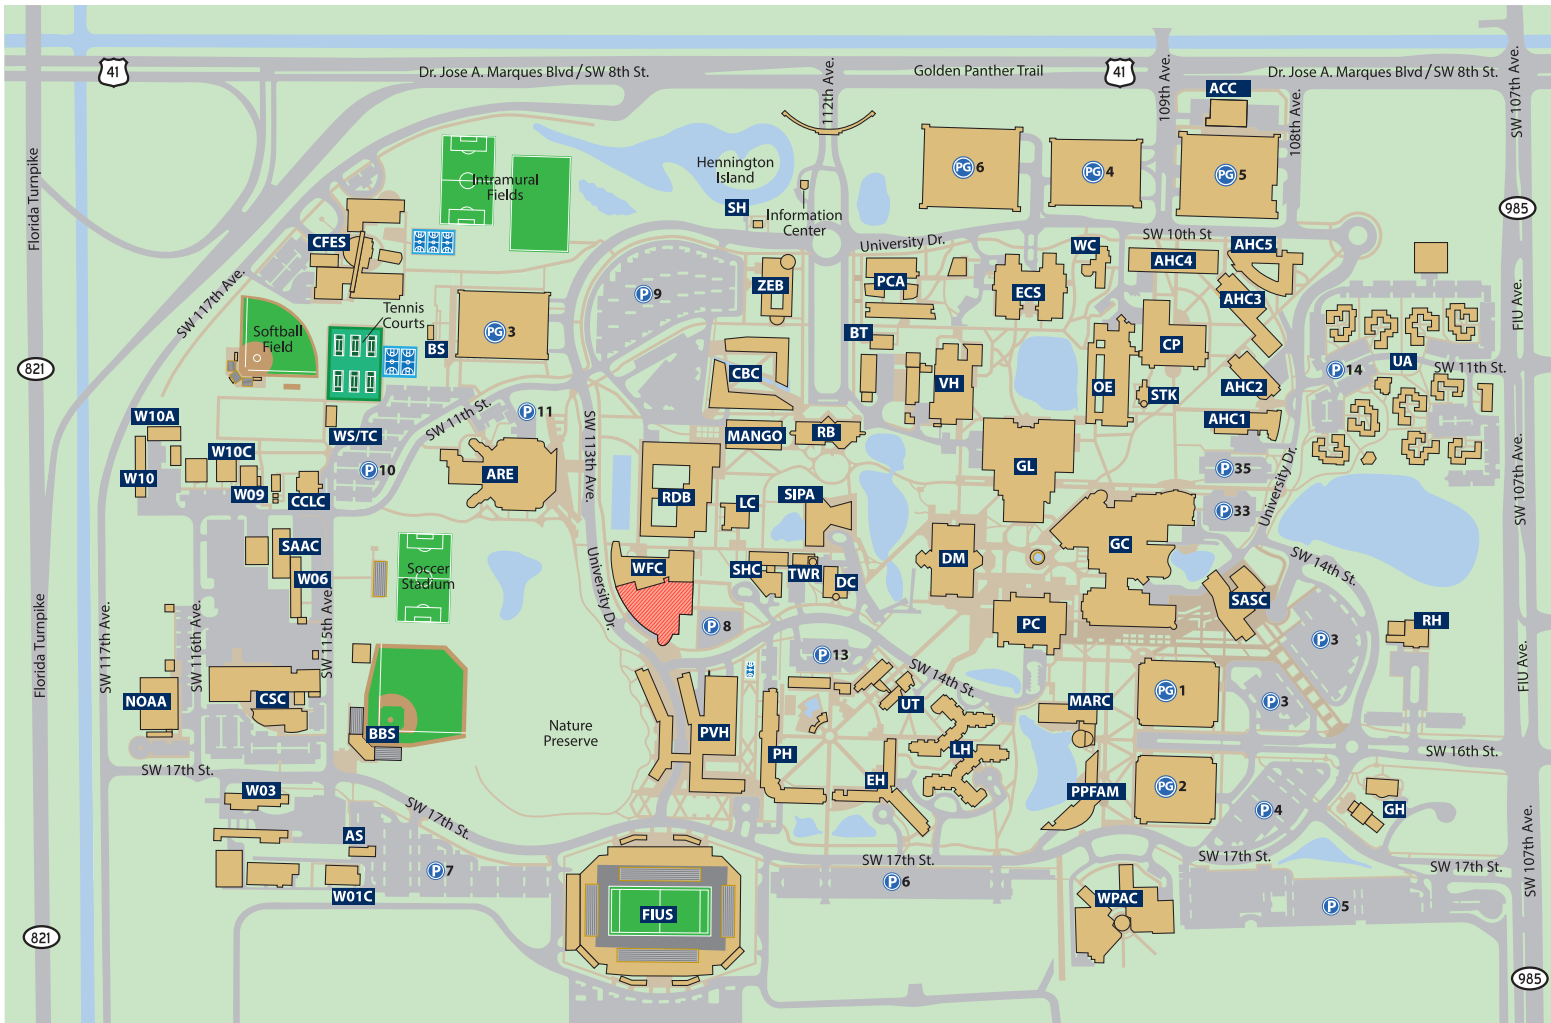 41
Dr. Jose A. Marques Blvd / SW 8th St.
112th Ave.
Golden Panther Trail
41
109th Ave.
Dr. Jose A. Marques Blvd / SW 8th St.
SW 107th Ave.
ACC
108th Ave.
Florida Turnpike
Intramural
Fields
Hennington
Island
SH
Information
Center
PG 6
PG 4
PG 5
985
University Dr.
SW 10th St
CFES
WC
AHC4
AHC5
SW 117th Ave.
P 9
ZEB
PCA
ECS
AHC3
FIU Ave.
Tennis
Courts
Softball
Field
BS
PG 3
BT
CP
UA
821
CBC
VH
OE
STK
AHC2
P 14
SW 11th St.
W10A
WS/TC
SW 11th St.
P 11
SW 113th Ave.
MANGO
RB
AHC1
W10C
W10
W09
CCLC
P 10
ARE
RDB
LC
SIPA
GL
P 35
P 33
University Dr.
SW 107th Ave.
SAAC
W06
Soccer
Stadium
University Dr.
WFC
SHC
TWR
DC
DM
GC
SW 14th St.
SASC
Florida Turnpike
SW 117th Ave.
SW 116th Ave.
SW 115th Ave.
P 8
PC
P 3
RH
P 13
SW 14th St.
FIU Ave.
NOAA
CSC
BBS
Nature
Preserve
PVH
PH
UT
LH
MARC
PG 1
P 3
SW 16th St.
SW 17th St.
EH
PPFAM
PG 2
W03
SW 17th St.
P 4
GH
AS
SW 17th St.
SW 17th St.
SW 17th St.
SW 107th Ave.
W01C
P 7
P 6
WPAC
P 5
FIUS
821
985